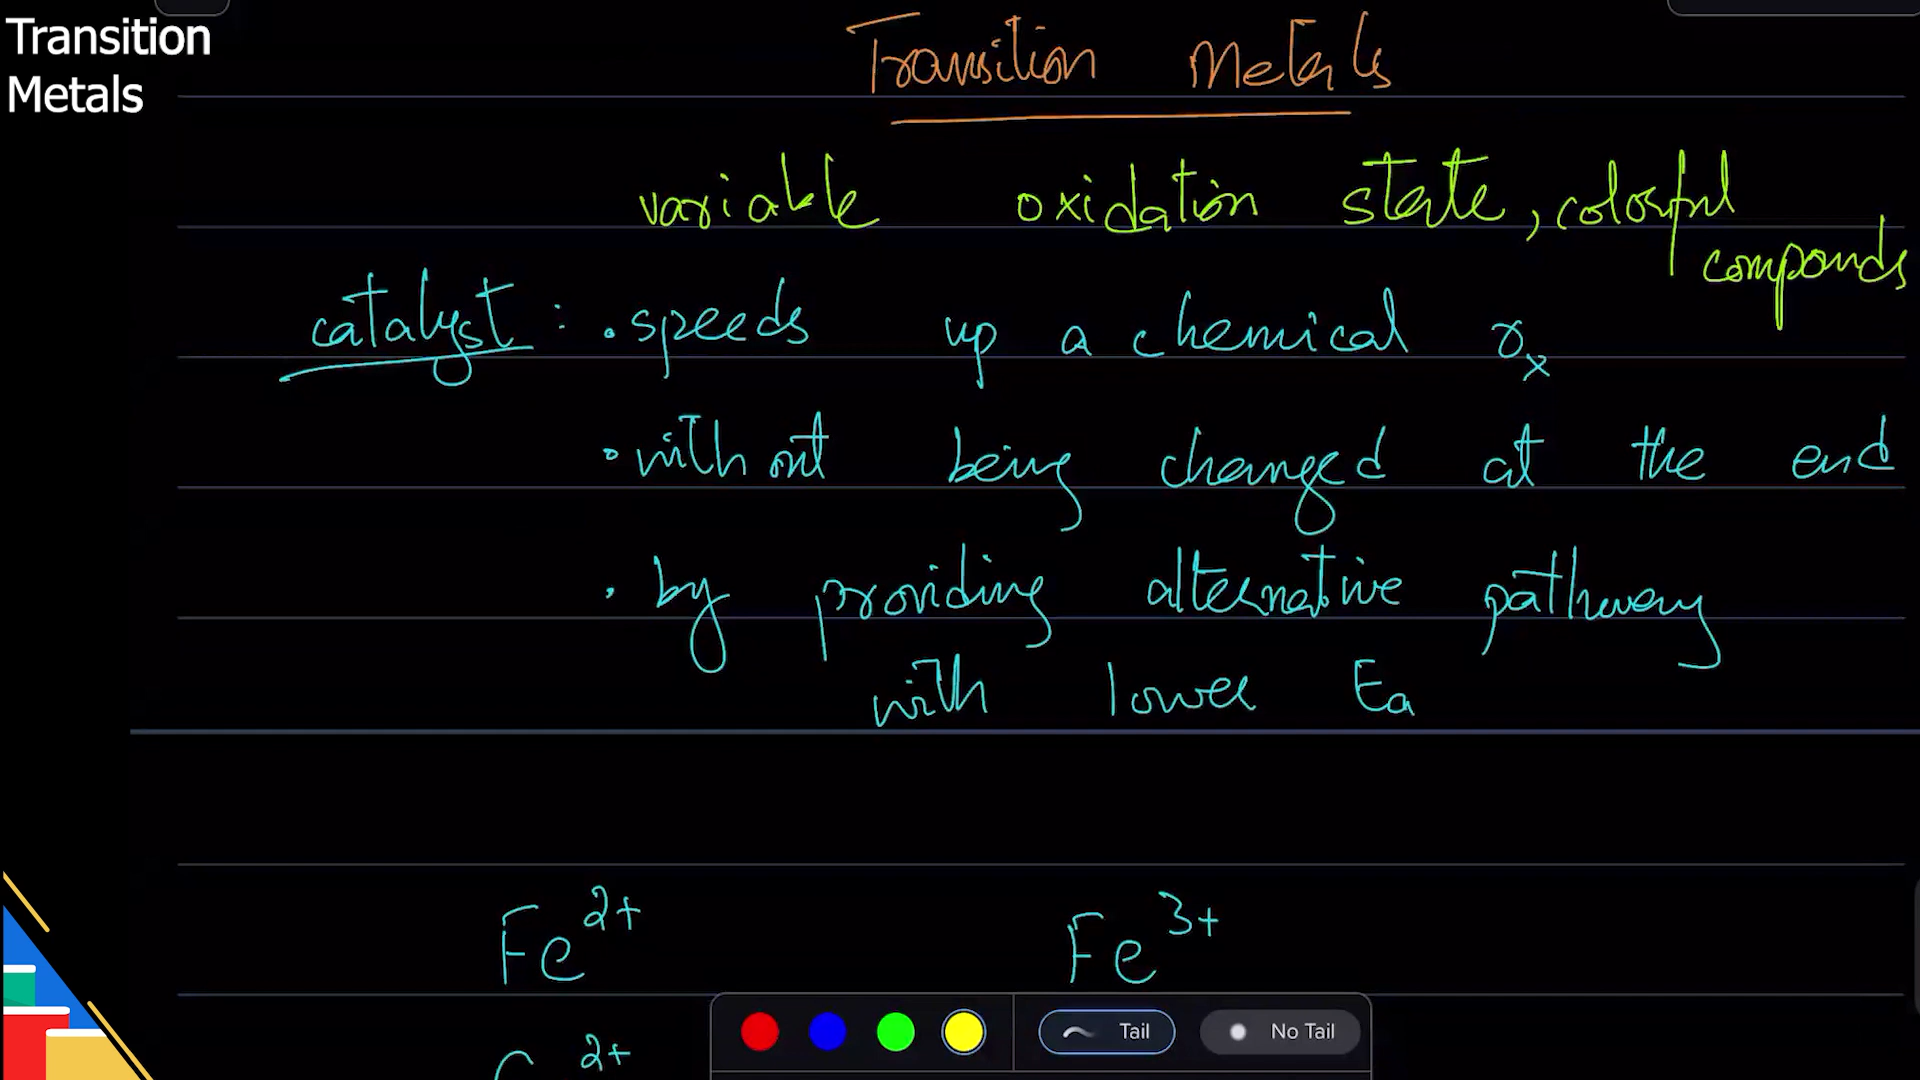 Transition
Metals
Transition Metals
variable oxidation state, colorful
compounds
catalyst : • speeds up a chemical rx
• without being changed at the end
• by providing alternative pathway
with lower Ea
Fe²⁺ Fe³⁺
2+
Tail No Tail